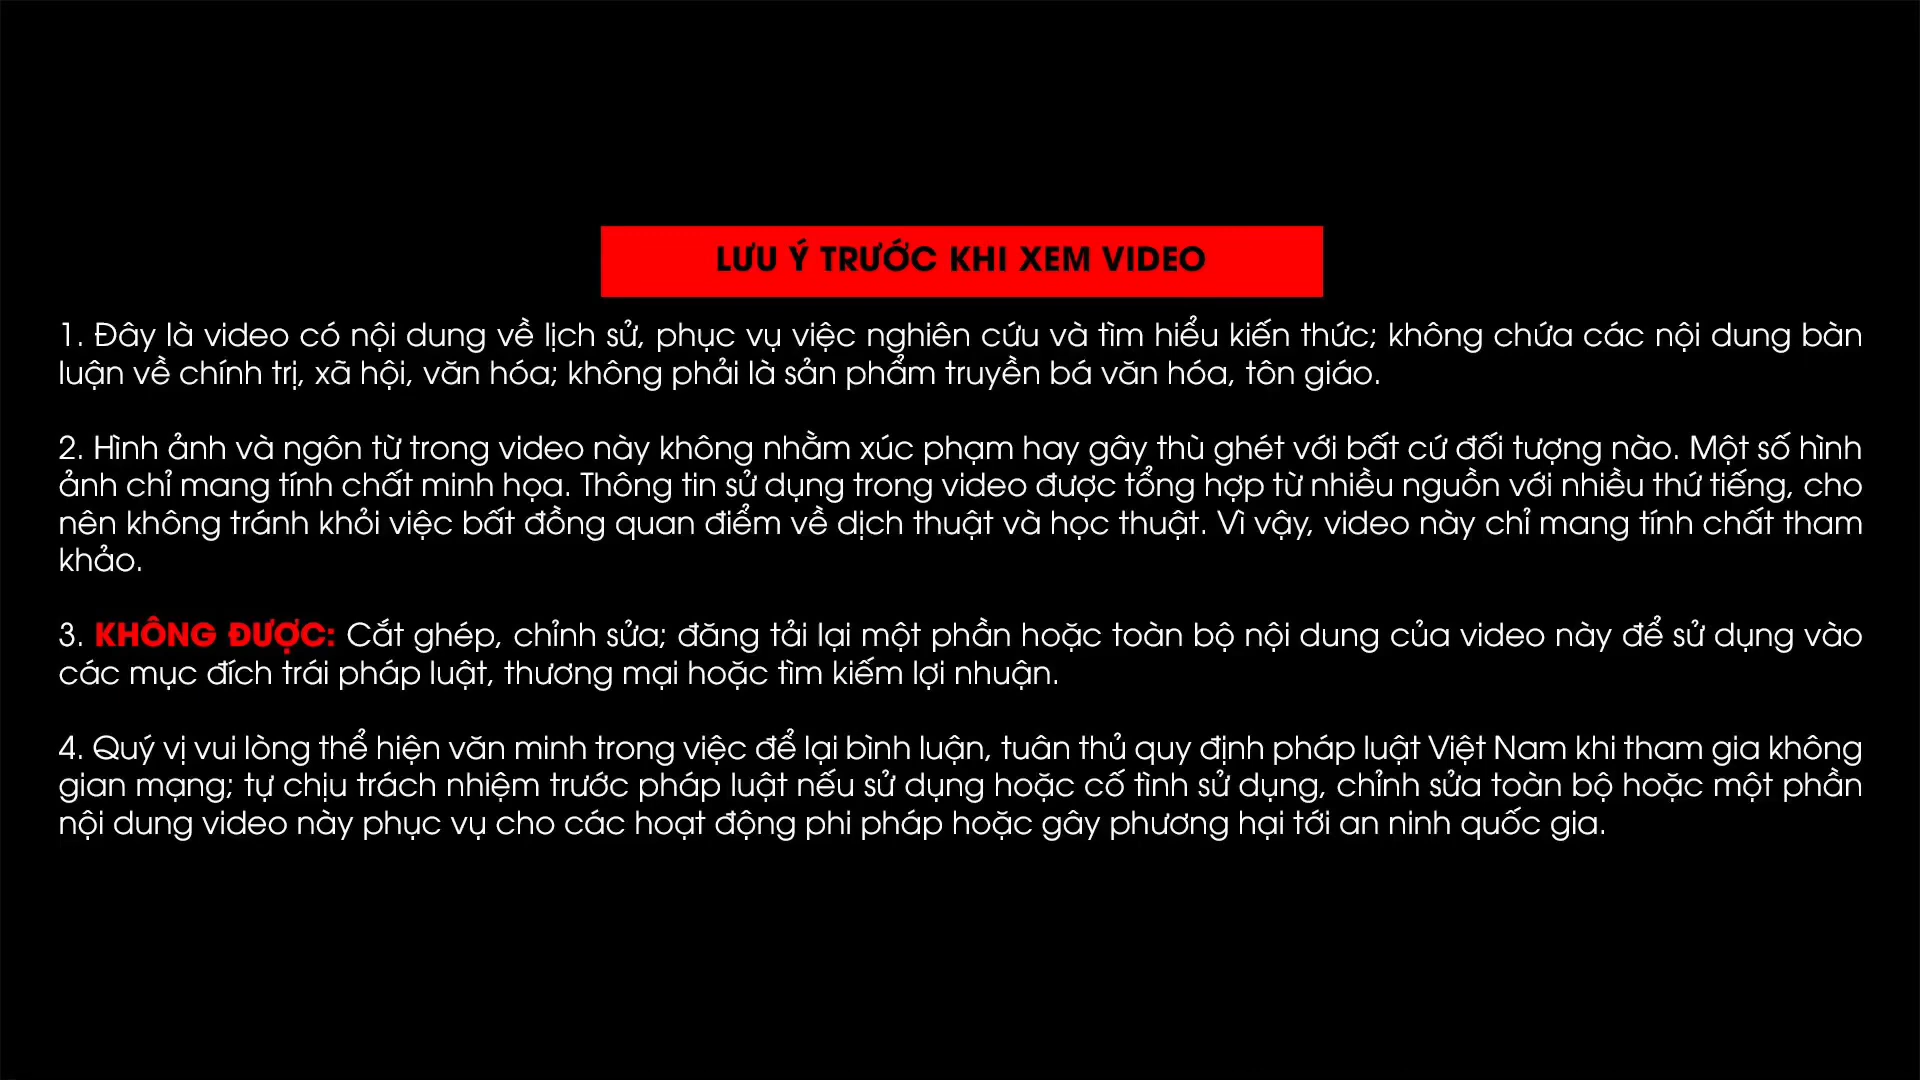 LƯU Ý TRƯỚC KHI XEM VIDEO
1. Đây là video có nội dung về lịch sử, phục vụ việc nghiên cứu và tìm hiểu kiến thức; không chứa các nội dung bàn
luận về chính trị, xã hội, văn hóa; không phải là sản phẩm truyền bá văn hóa, tôn giáo.
2. Hình ảnh và ngôn từ trong video này không nhằm xúc phạm hay gây thù ghét với bất cứ đối tượng nào. Một số hình
ảnh chỉ mang tính chất minh họa. Thông tin sử dụng trong video được tổng hợp từ nhiều nguồn với nhiều thứ tiếng, cho
nên không tránh khỏi việc bất đồng quan điểm về dịch thuật và học thuật. Vì vậy, video này chỉ mang tính chất tham
khảo.
3. KHÔNG ĐƯỢC: Cắt ghép, chỉnh sửa; đăng tải lại một phần hoặc toàn bộ nội dung của video này để sử dụng vào
các mục đích trái pháp luật, thương mại hoặc tìm kiếm lợi nhuận.
4. Quý vị vui lòng thể hiện văn minh trong việc để lại bình luận, tuân thủ quy định pháp luật Việt Nam khi tham gia không
gian mạng; tự chịu trách nhiệm trước pháp luật nếu sử dụng hoặc cố tình sử dụng, chỉnh sửa toàn bộ hoặc một phần
nội dung video này phục vụ cho các hoạt động phi pháp hoặc gây phương hại tới an ninh quốc gia.